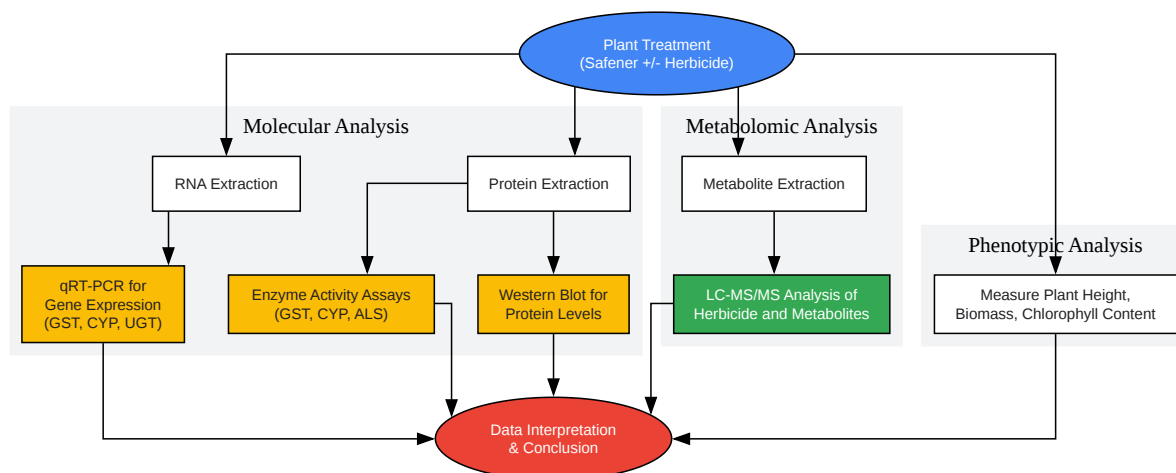 Plant Treatment
(Safener +/- Herbicide)
Molecular Analysis
Metabolomic Analysis
RNA Extraction
Protein Extraction
Metabolite Extraction
Phenotypic Analysis
qRT-PCR for
Gene Expression
(GST, CYP, UGT)
Enzyme Activity Assays
(GST, CYP, ALS)
Western Blot for
Protein Levels
LC-MS/MS Analysis of
Herbicide and Metabolites
Measure Plant Height,
Biomass, Chlorophyll Content
Data Interpretation
& Conclusion